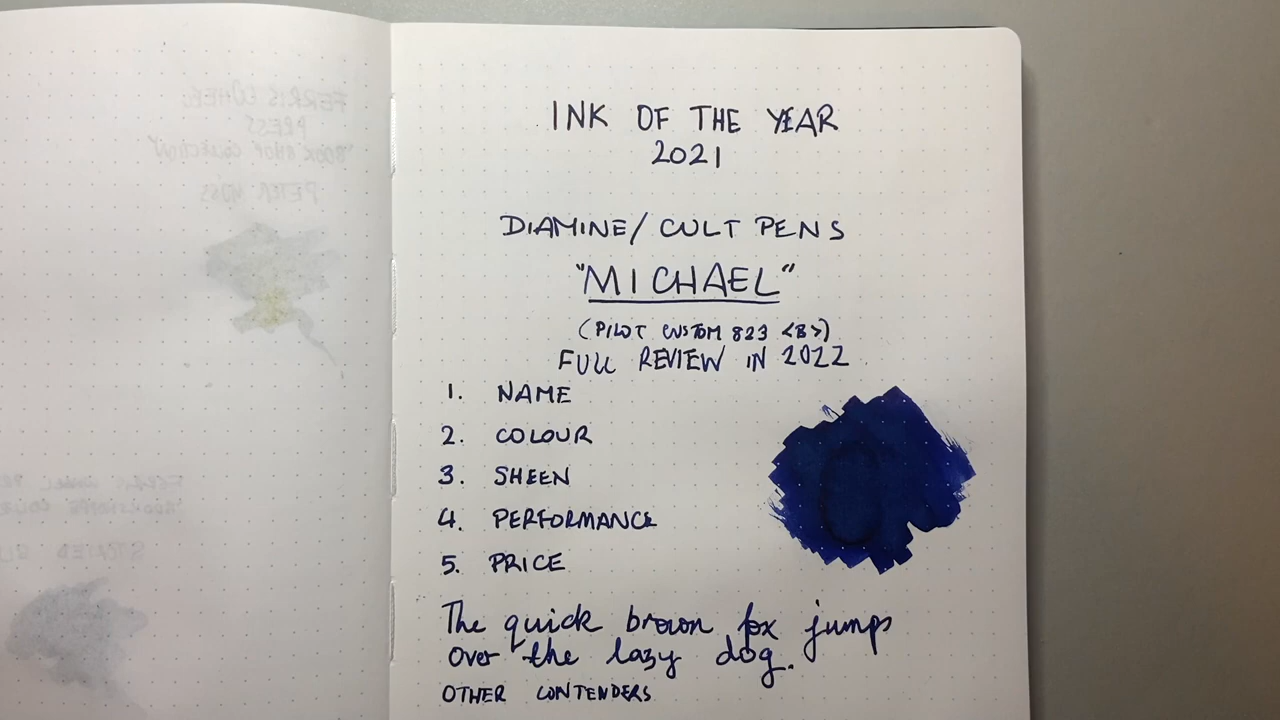 INK OF THE YEAR
2021
DIAMINE/ CULT PENS
"MICHAEL"
(PILOT CUSTOM 823 <B>)
FULL REVIEW IN 2022
1. NAME
2. COLOUR
3. SHEEN
4. PERFORMANCE
5. PRICE
The quick brown fox jumps
over the lazy dog.
OTHER CONTENDERS